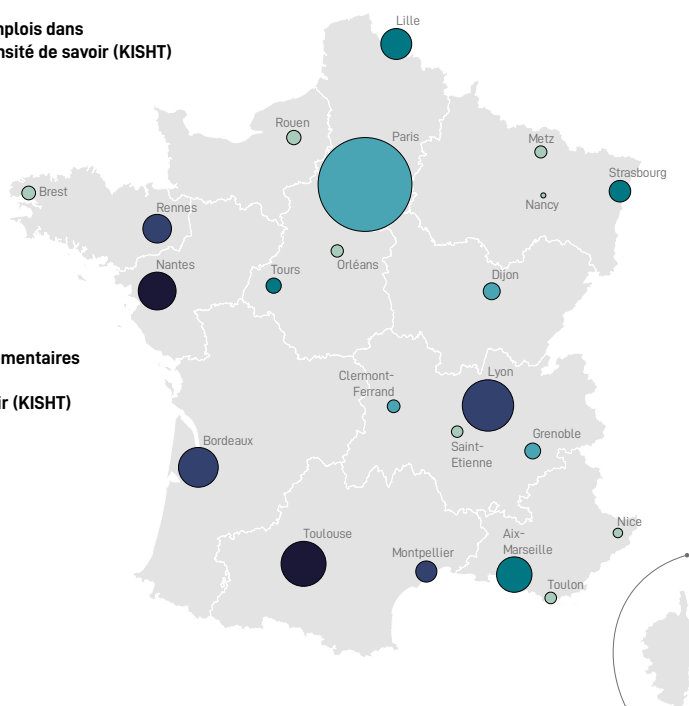 mplois dans
nsité de savoir (KISHT)
Lille
Rouen
Paris
Metz
Strasbourg
Brest
Nancy
Rennes
Nantes
Orléans
Tours
Dijon
mentaires
ir (KISHT)
Clermont-
Ferrand
Lyon
Saint-
Etienne
Grenoble
Bordeaux
Toulouse
Montpellier
Aix-
Marseille
Nice
Toulon